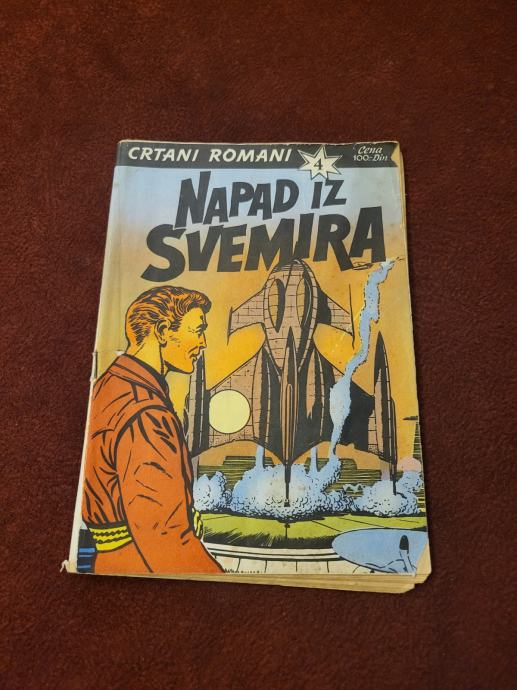 CRTANI ROMANI 4 Cena
100.-Din
NAPAD IZ
SVEMIRA